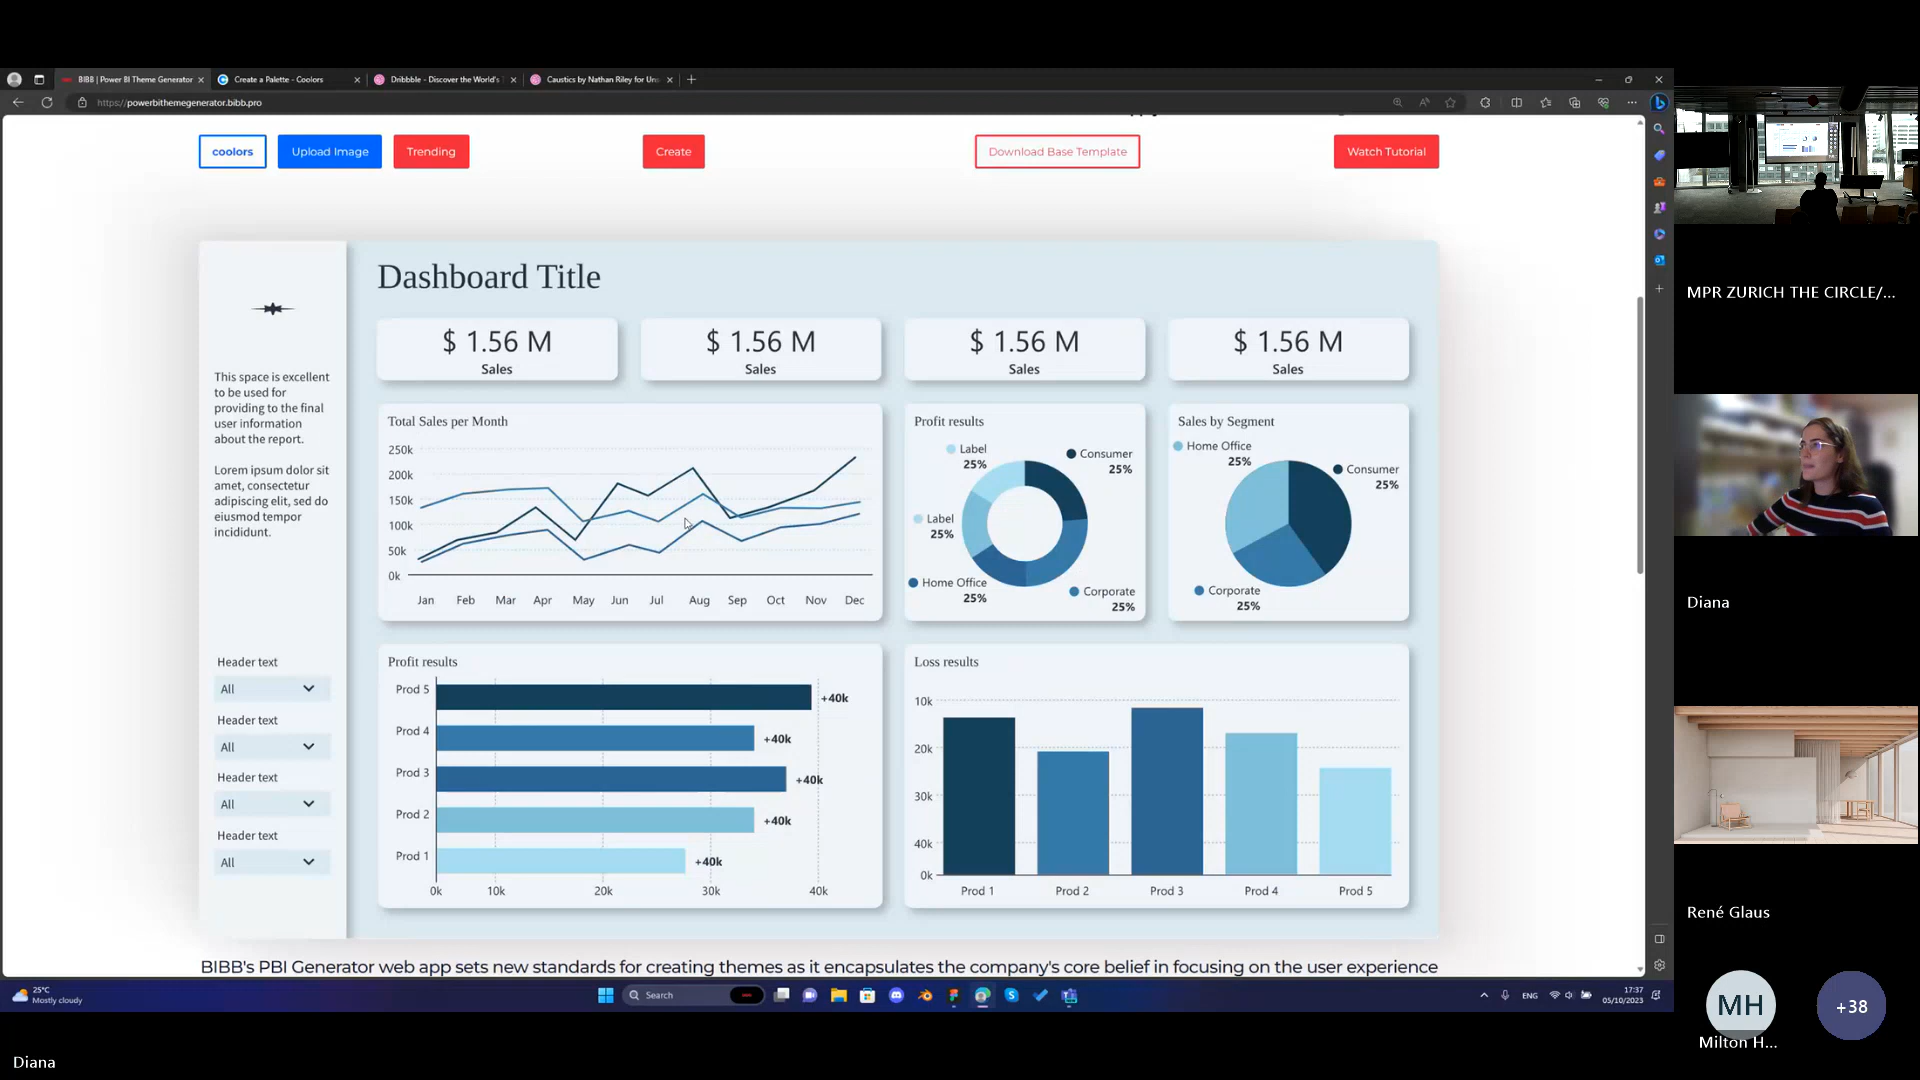 BIBB | Power BI Theme Generator
Create a Palette - Coolors
Dribbble - Discover the World's
Caustics by Nathan Riley for Un
https://powerbithemegenerator.bibb.pro
coolors
Upload Image
Trending
Create
Download Base Template
Watch Tutorial
Dashboard Title
$ 1.56 M
Sales
$ 1.56 M
Sales
$ 1.56 M
Sales
$ 1.56 M
Sales
This space is excellent
to be used for
providing to the final
user information
about the report.
Lorem ipsum dolor sit
amet, consectetur
adipiscing elit, sed do
eiusmod tempor
incididunt.
Header text
All
Header text
All
Header text
All
Header text
All
Total Sales per Month
250k
200k
150k
100k
50k
0k
Jan Feb Mar Apr May Jun Jul Aug Sep Oct Nov Dec
Profit results
Label
25%
Consumer
25%
Label
25%
Home Office
25%
Corporate
25%
Sales by Segment
Home Office
25%
Consumer
25%
Corporate
25%
Profit results
Prod 5
+40k
Prod 4
+40k
Prod 3
+40k
Prod 2
+40k
Prod 1
+40k
0k 10k 20k 30k 40k
Loss results
10k
20k
30k
40k
0k
Prod 1 Prod 2 Prod 3 Prod 4 Prod 5
BIBB's PBI Generator web app sets new standards for creating themes as it encapsulates the company's core belief in focusing on the user experience
25°C
Mostly cloudy
Search
ENG
17:37
05/10/2023
Diana
MPR ZURICH THE CIRCLE/...
Diana
René Glaus
MH
Milton H...
+38